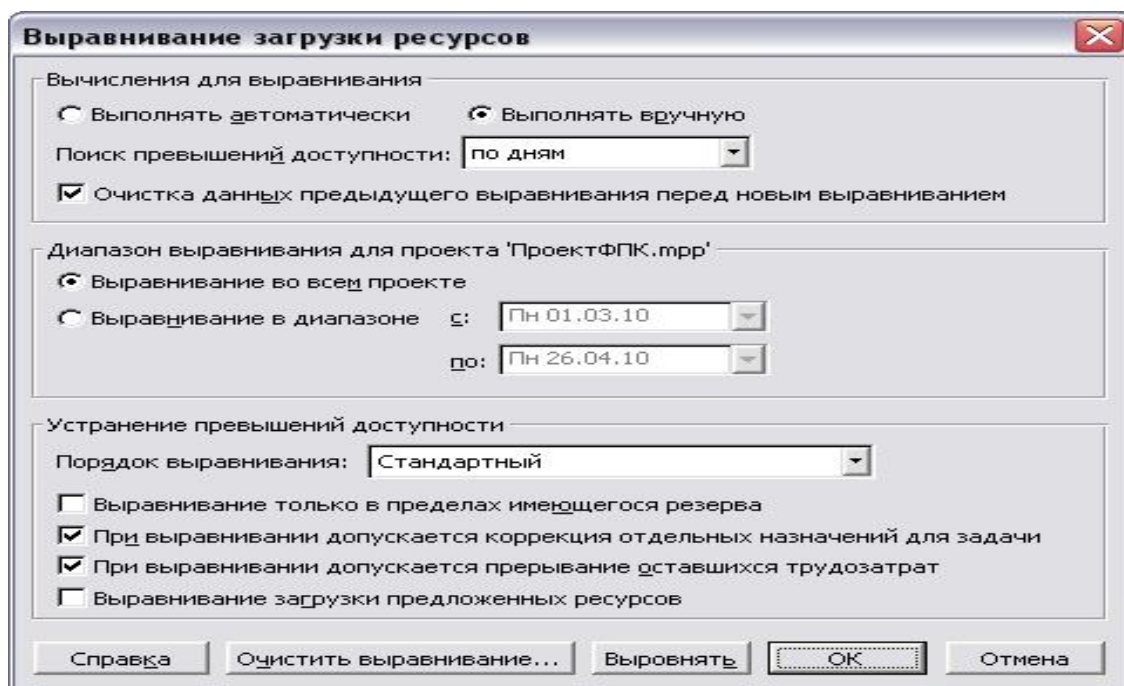 Выравнивание загрузки ресурсов
Вычисления для выравнивания
Выполнять автоматически Выполнять вручную
Поиск превышений доступности: по дням
Очистка данных предыдущего выравнивания перед новым выравниванием
Диапазон выравнивания для проекта 'ПроектФПК.mpp'
Выравнивание во всем проекте
Выравнивание в диапазоне с: Пн 01.03.10
по: Пн 26.04.10
Устранение превышений доступности
Порядок выравнивания: Стандартный
Выравнивание только в пределах имеющегося резерва
При выравнивании допускается коррекция отдельных назначений для задачи
При выравнивании допускается прерывание оставшихся трудозатрат
Выравнивание загрузки предложенных ресурсов
Справка Очистить выравнивание... Выровнять ОК Отмена